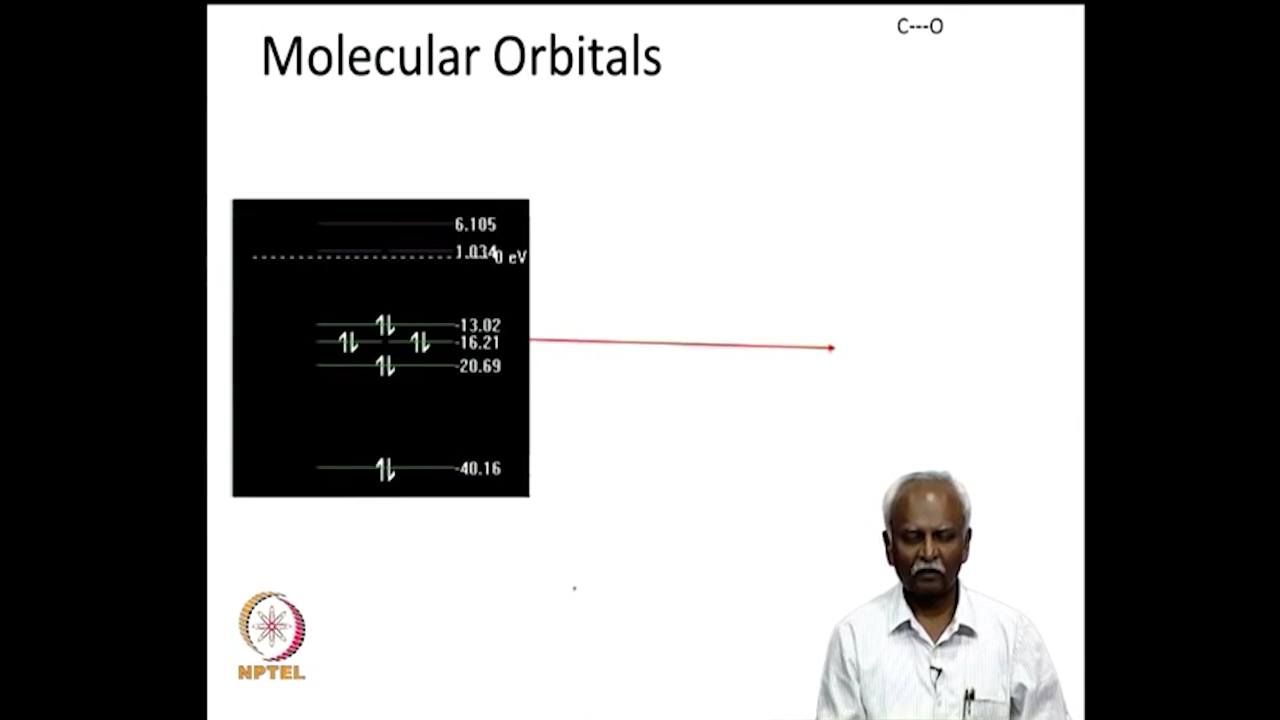 C---O
Molecular Orbitals
6.105
1.034
0 eV
-13.02
-16.21
-20.69
-40.16
NPTEL